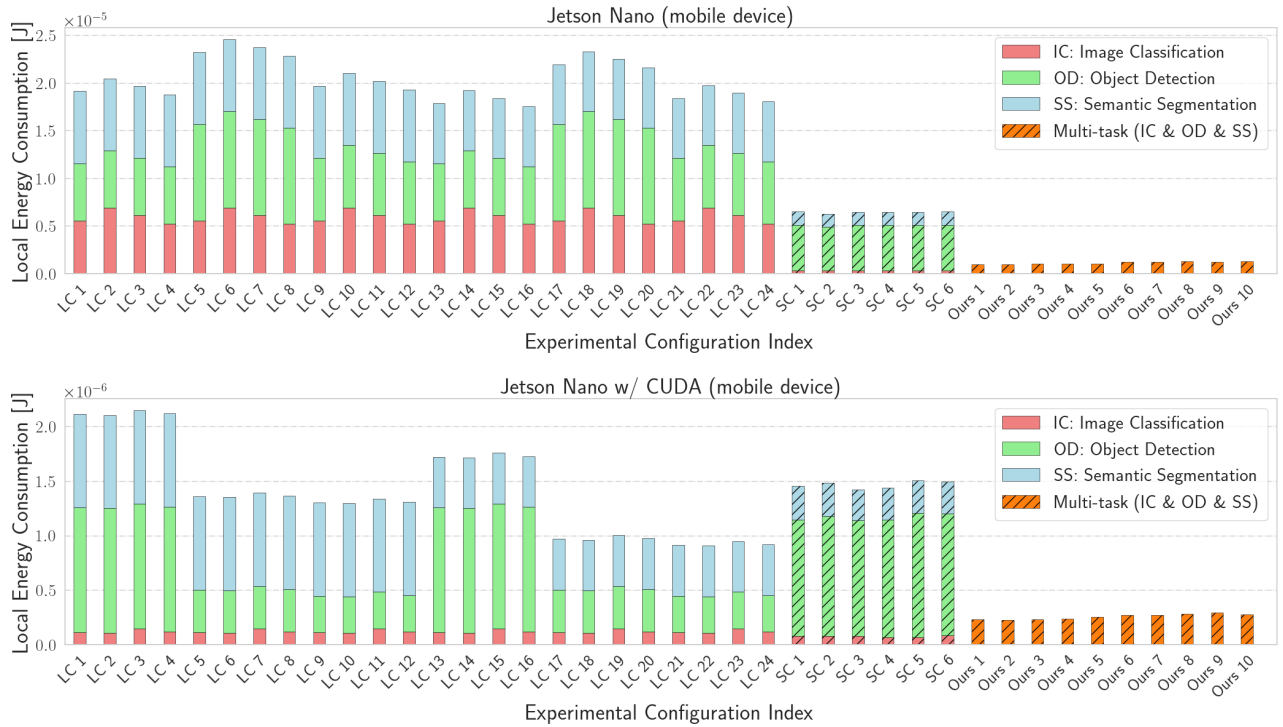 Jetson Nano (mobile device)
×10⁻⁵
Local Energy Consumption [J]
2.5
2.0
1.5
1.0
0.5
0.0
IC: Image Classification
OD: Object Detection
SS: Semantic Segmentation
Multi-task (IC & OD & SS)
LC 1 LC 2 LC 3 LC 4 LC 5 LC 6 LC 7 LC 8 LC 9 LC 10 LC 11 LC 12 LC 13 LC 14 LC 15 LC 16 LC 17 LC 18 LC 19 LC 20 LC 21 LC 22 LC 23 LC 24 SC 1 SC 2 SC 3 SC 4 SC 5 SC 6 Ours 1 Ours 2 Ours 3 Ours 4 Ours 5 Ours 6 Ours 7 Ours 8 Ours 9 Ours 10
Experimental Configuration Index
Jetson Nano w/ CUDA (mobile device)
×10⁻⁶
Local Energy Consumption [J]
2.0
1.5
1.0
0.5
0.0
IC: Image Classification
OD: Object Detection
SS: Semantic Segmentation
Multi-task (IC & OD & SS)
LC 1 LC 2 LC 3 LC 4 LC 5 LC 6 LC 7 LC 8 LC 9 LC 10 LC 11 LC 12 LC 13 LC 14 LC 15 LC 16 LC 17 LC 18 LC 19 LC 20 LC 21 LC 22 LC 23 LC 24 SC 1 SC 2 SC 3 SC 4 SC 5 SC 6 Ours 1 Ours 2 Ours 3 Ours 4 Ours 5 Ours 6 Ours 7 Ours 8 Ours 9 Ours 10
Experimental Configuration Index